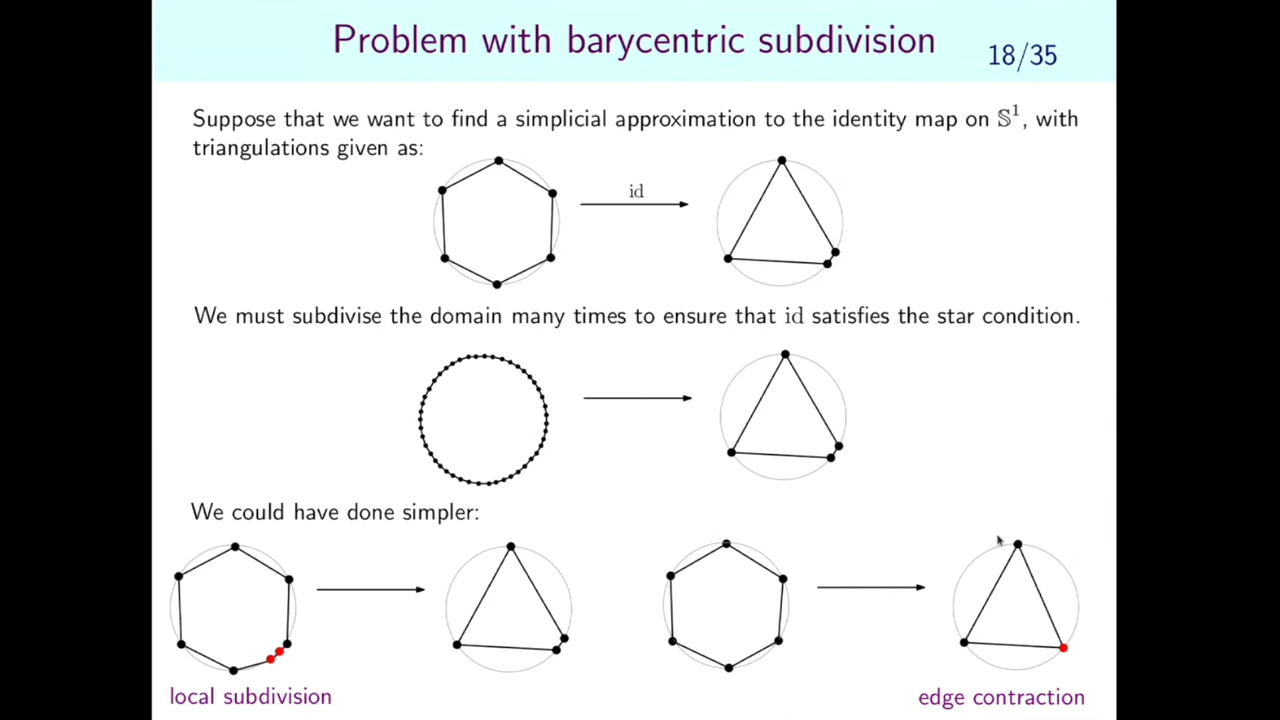 Problem with barycentric subdivision
18/35
Suppose that we want to find a simplicial approximation to the identity map on 𝕊¹, with
triangulations given as:
id
We must subdivise the domain many times to ensure that id satisfies the star condition.
We could have done simpler:
local subdivision
edge contraction